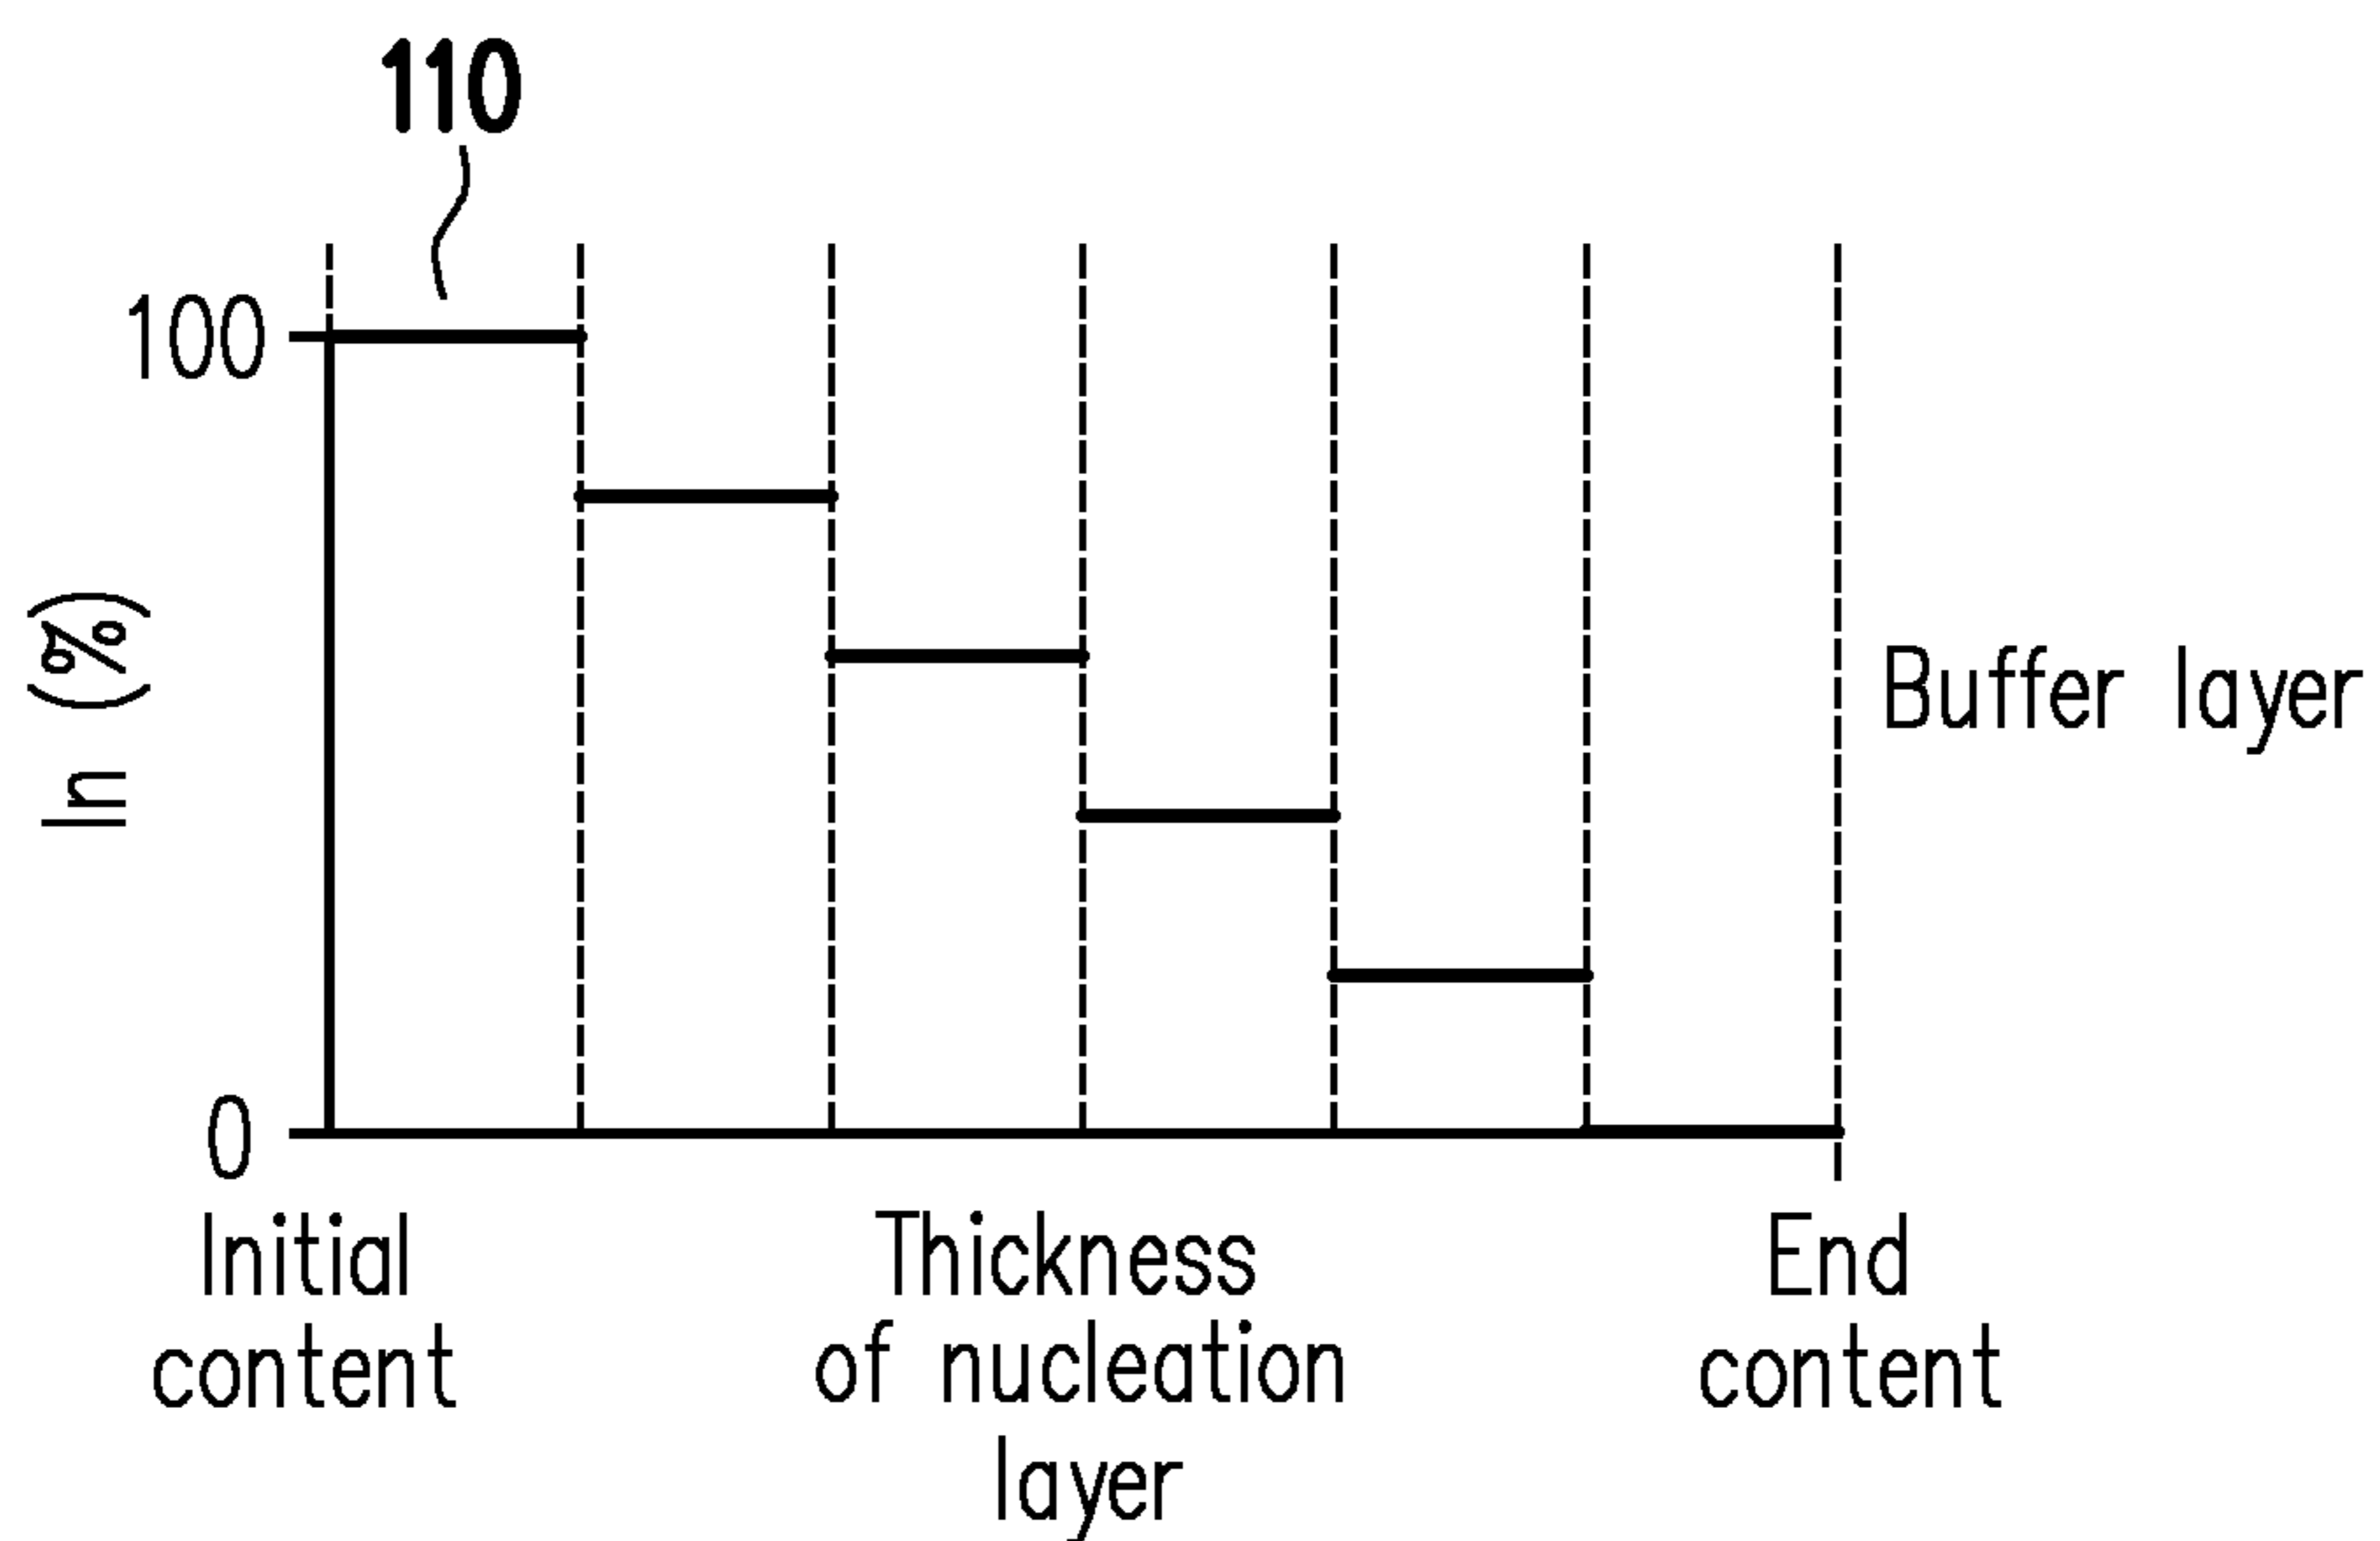 110
100
In (%)
Buffer layer
0
Initial
content
Thickness
of nucleation
layer
End
content